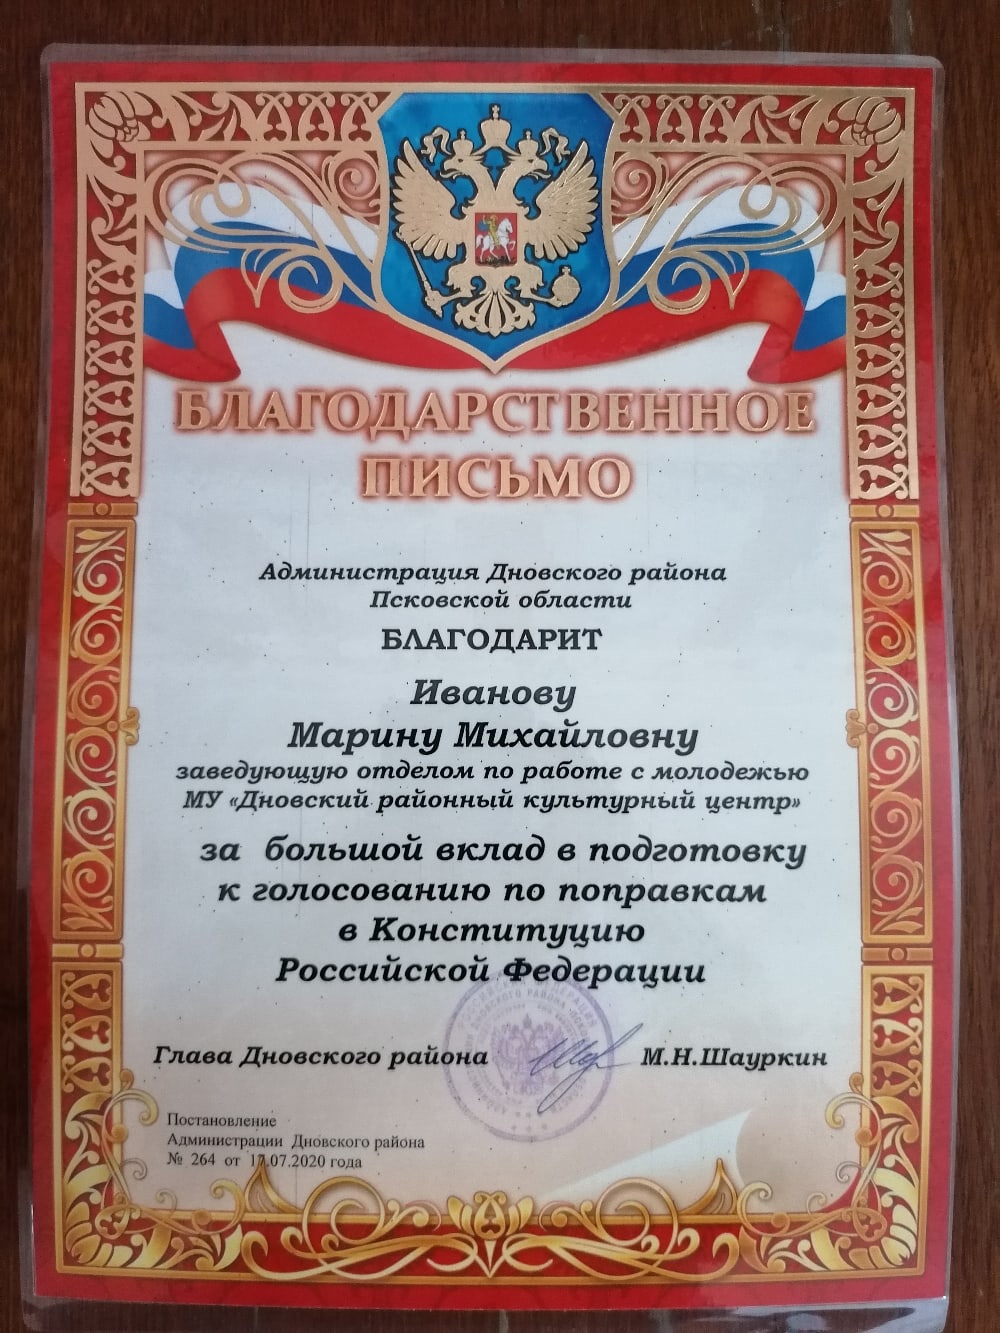 БЛАГОДАРСТВЕННОЕ
ПИСЬМО
Администрация Дновского района
Псковской области
БЛАГОДАРИТ
Иванову
Марину Михайловну
заведующую отделом по работе с молодежью
МУ «Дновский районный культурный центр»
за большой вклад в подготовку
к голосованию по поправкам
в Конституцию
Российской Федерации
Глава Дновского района М.Н.Шауркин
Постановление
Администрации Дновского района
№ 264 от 17.07.2020 года